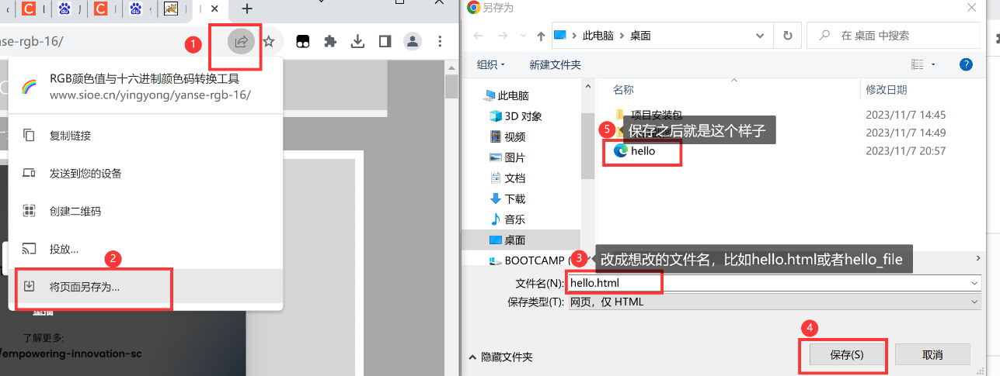 se-rgb-16/
1
RGB颜色值与十六进制颜色码转换工具
www.sioe.cn/yingyong/yanse-rgb-16/
复制链接
发送到您的设备
创建二维码
投放...
2
将页面另存为...
了解更多:
/empowering-innovation-sc
另存为
此电脑
桌面
在 桌面 中搜索
组织
新建文件夹
?
此电脑
3D 对象
视频
图片
文档
下载
音乐
桌面
BOOTCAMP (
名称
修改日期
项目安装包
2023/11/7 14:45
5
保存之后就是这个样子
2023/11/7 14:49
hello
2023/11/7 20:57
3
改成想改的文件名，比如hello.html或者hello_file
文件名(N):
hello.html
保存类型(T):
网页，仅 HTML
4
隐藏文件夹
保存(S)
取消